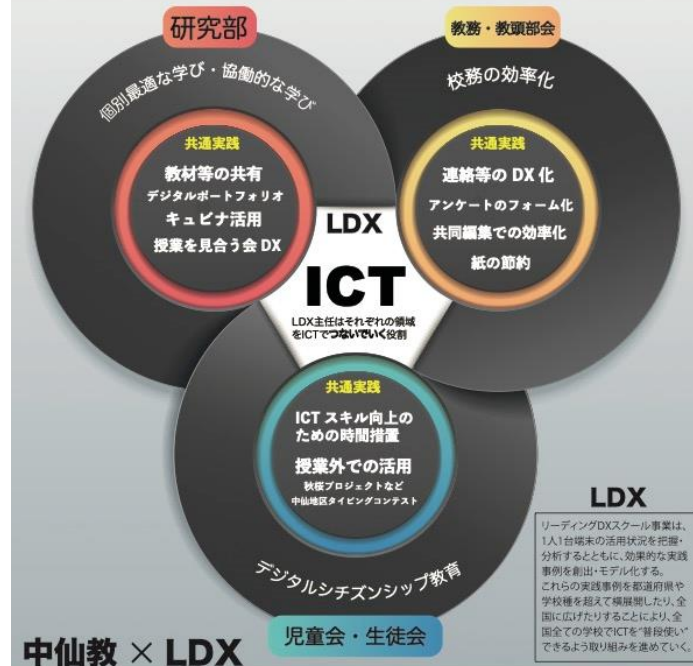 研究部
個別最適な学び・協働的な学び
共通実践
教材等の共有
デジタルポートフォリオ
キュビナ活用
授業を見合う会 DX
教務・教頭部会
校務の効率化
共通実践
連絡等の DX 化
アンケートのフォーム化
共同編集での効率化
紙の節約
LDX
ICT
LDX主任はそれぞれの領域
をICTでつないでいく役割
共通実践
ICT スキル向上の
ための時間措置
授業外での活用
秋桜プロジェクトなど
中仙地区タイピングコンテスト
デジタルシチズンシップ教育
児童会・生徒会
中仙教 × LDX
LDX
リーディングDXスクール事業は、
1人1台端末の活用状況を把握・
分析するとともに、効果的な実践
事例を創出・モデル化する。
これらの実践事例を都道府県や
学校種を超えて横展開したり、全
国に広げたりすることにより、全
国全ての学校でICTを“普段使い”
できるよう取り組みを進めていく。